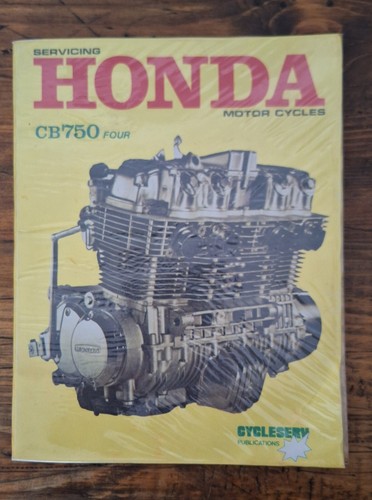 SERVICING
HONDA
MOTOR CYCLES
CB750 FOUR
CYCLESERV
PUBLICATIONS